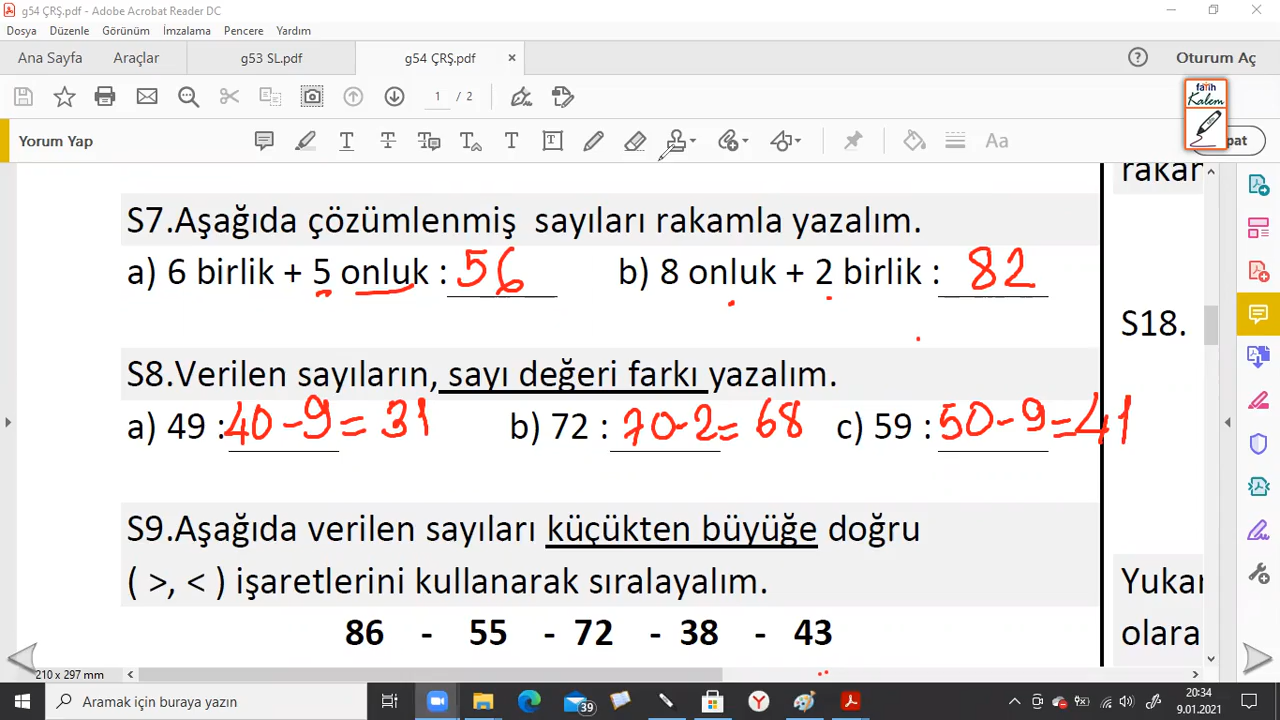 g54 ÇRŞ.pdf - Adobe Acrobat Reader DC
Dosya Düzenle Görünüm İmzalama Pencere Yardım
Ana Sayfa Araçlar g53 SL.pdf g54 ÇRŞ.pdf × ? Oturum Aç
1 / 2
fatih
Kalem
Yorum Yap T T T T T T Aa pat
rakar
S7.Aşağıda çözümlenmiş sayıları rakamla yazalım.
a) 6 birlik + 5 onluk : 56 b) 8 onluk + 2 birlik : 82
S18.
S8.Verilen sayıların, sayı değeri farkı yazalım.
a) 49 : 40-9=31 b) 72 : 70-2=68 c) 59 : 50-9=41
S9.Aşağıda verilen sayıları küçükten büyüğe doğru
( >, < ) işaretlerini kullanarak sıralayalım.
Yukar
86 - 55 - 72 - 38 - 43
olara
210 x 297 mm
Aramak için buraya yazın
39
20:34
9.01.2021